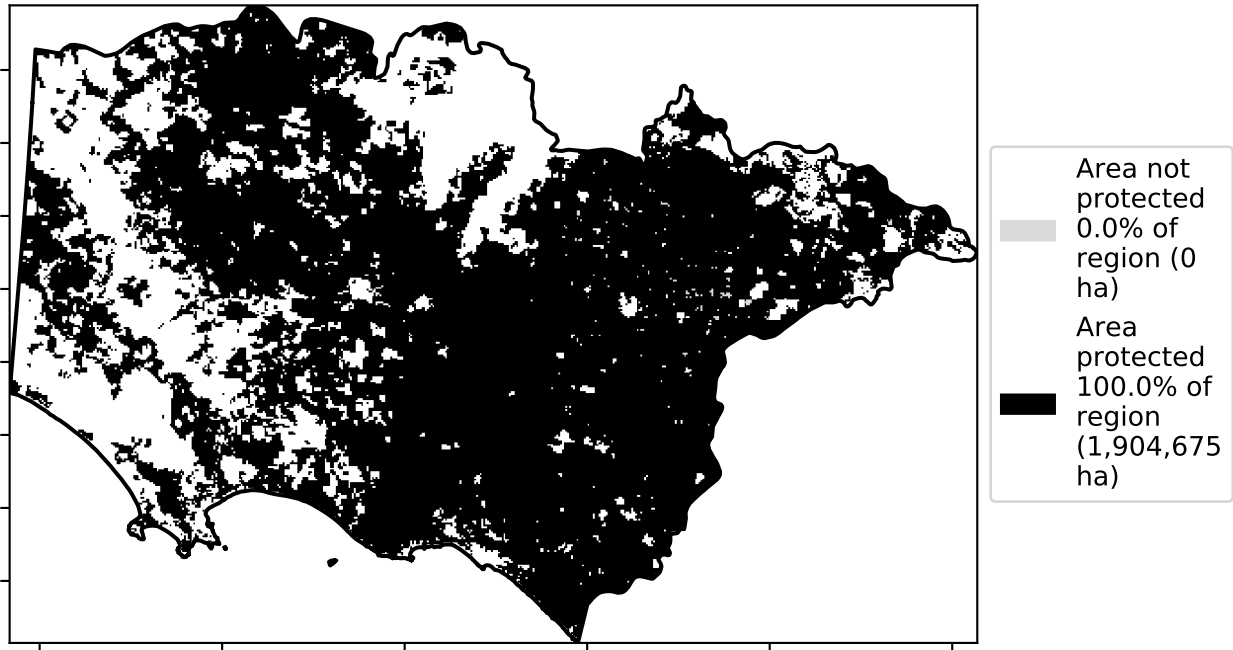 Area not
protected
0.0% of
region (0
ha)
Area
protected
100.0% of
region
(1,904,675
ha)